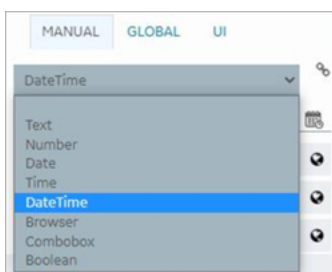 MANUAL GLOBAL UI
DateTime
Text
Number
Date
Time
DateTime
Browser
Combobox
Boolean